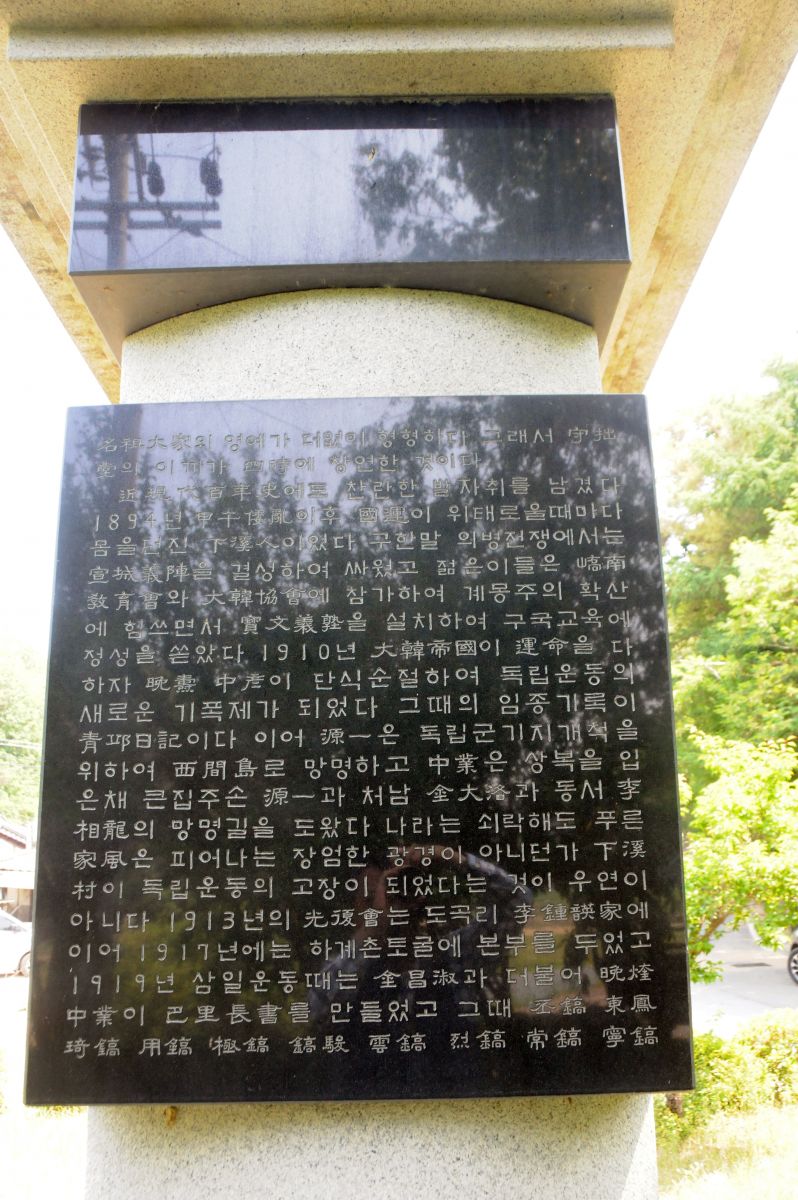 名祖大家의 영예가 더없이 형형하다 그래서 守拙
堂의 이끼가 四時에 창연한 것이다
近現代百年史에도 찬란한 발자취를 남겼다
1894년 甲午倭亂이후 國運이 위태로울때마다
몸을던진 下溪人이었다 구한말 의병전쟁에서는
宣城義陣을 결성하여 싸웠고 젊은이들은 嶠南
敎育會와 大韓協會에 참가하여 계몽주의 확산
에 힘쓰면서 寶文義塾을 설치하여 구국교육에
정성을 쏟았다 1910년 大韓帝國이 運命을 다
하자 晩燾 中彦이 단식순절하여 독립운동의
새로운 기폭제가 되었다 그때의 임종기록이
靑邱日記이다 이어 源一은 독립군기지개척을
위하여 西間島로 망명하고 中業은 상복을 입
은채 큰집주손 源一과 처남 金大洛과 동서 李
相龍의 망명길을 도왔다 나라는 쇠락해도 푸른
家風은 피어나는 장엄한 광경이 아니던가 下溪
村이 독립운동의 고장이 되었다는 것이 우연이
아니다 1913년의 光復會는 도곡리 李鍾韺家에
이어 1917년에는 하계촌토굴에 본부를 두었고
1919년 삼일운동때는 金昌淑과 더불어 晩煃
中業이 巴里長書를 만들었고 그때 丕鎬 東鳳
琦鎬 用鎬 極鎬 鎬駿 雲鎬 烈鎬 常鎬 寧鎬